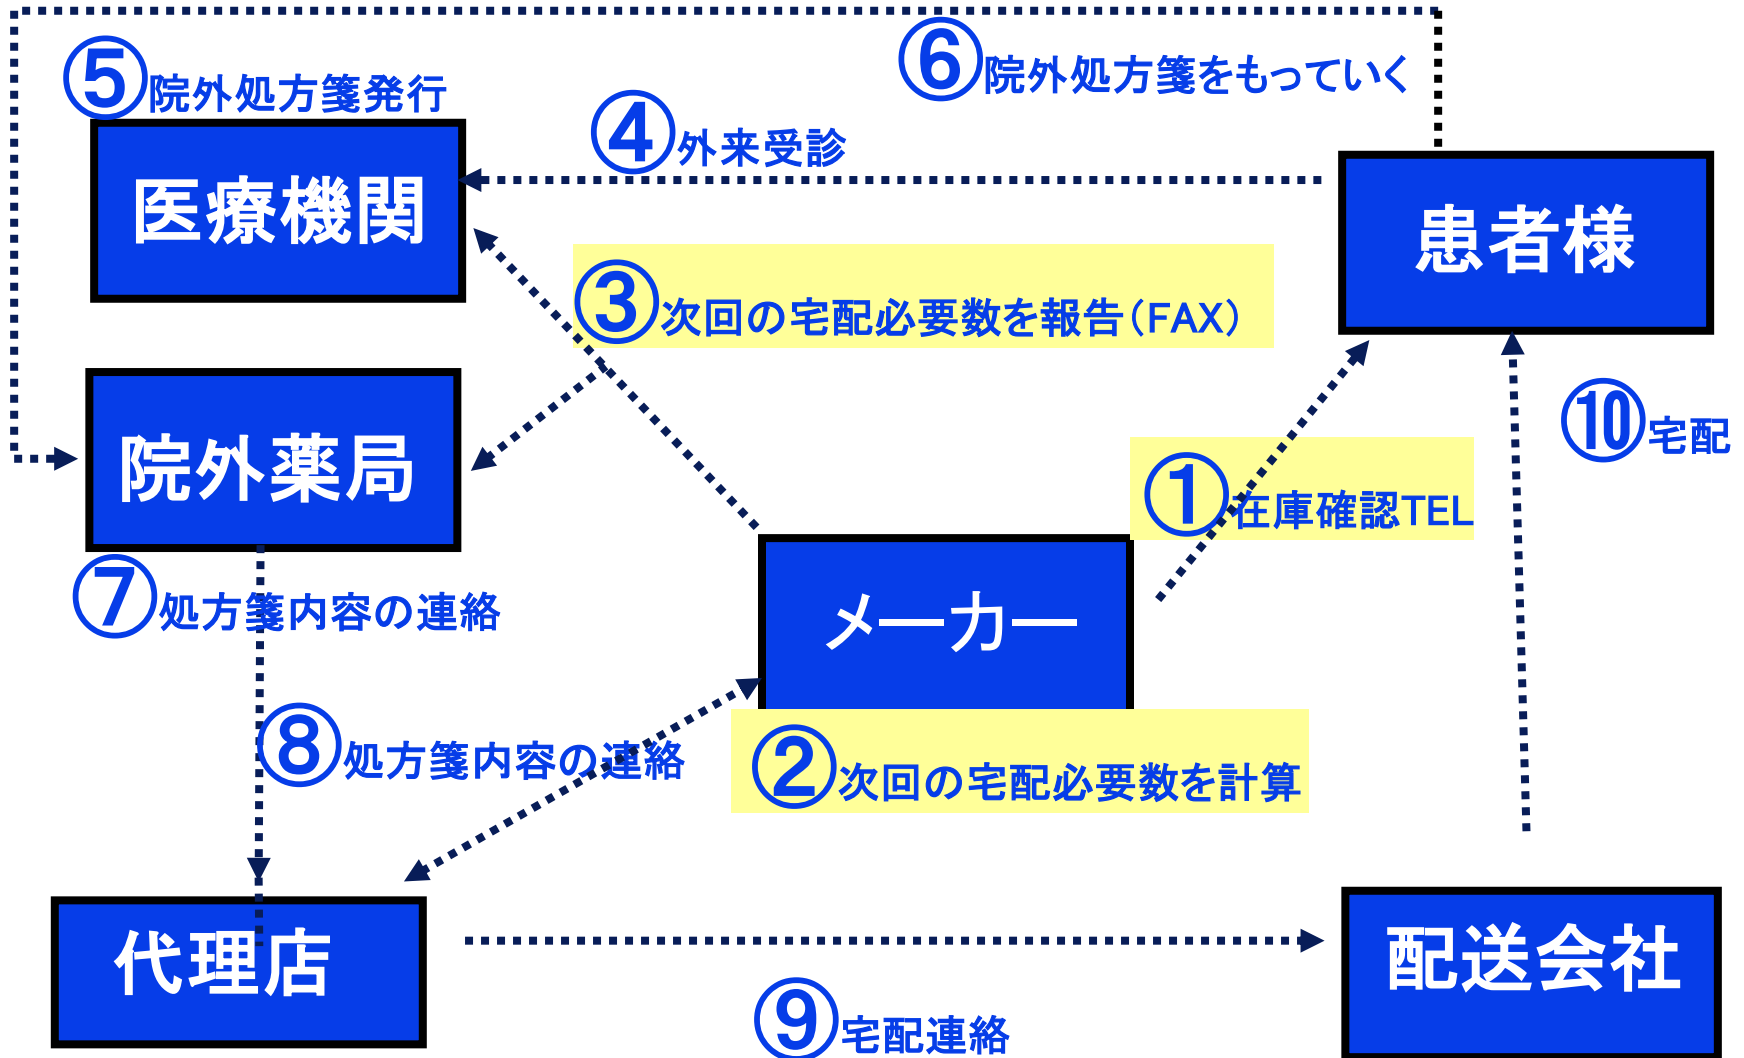 ⑤院外処方箋発行
⑥院外処方箋をもっていく
④外来受診
医療機関
患者様
③次回の宅配必要数を報告（FAX）
院外薬局
⑩宅配
①在庫確認TEL
⑦処方箋内容の連絡
メーカー
⑧処方箋内容の連絡
②次回の宅配必要数を計算
代理店
配送会社
⑨宅配連絡